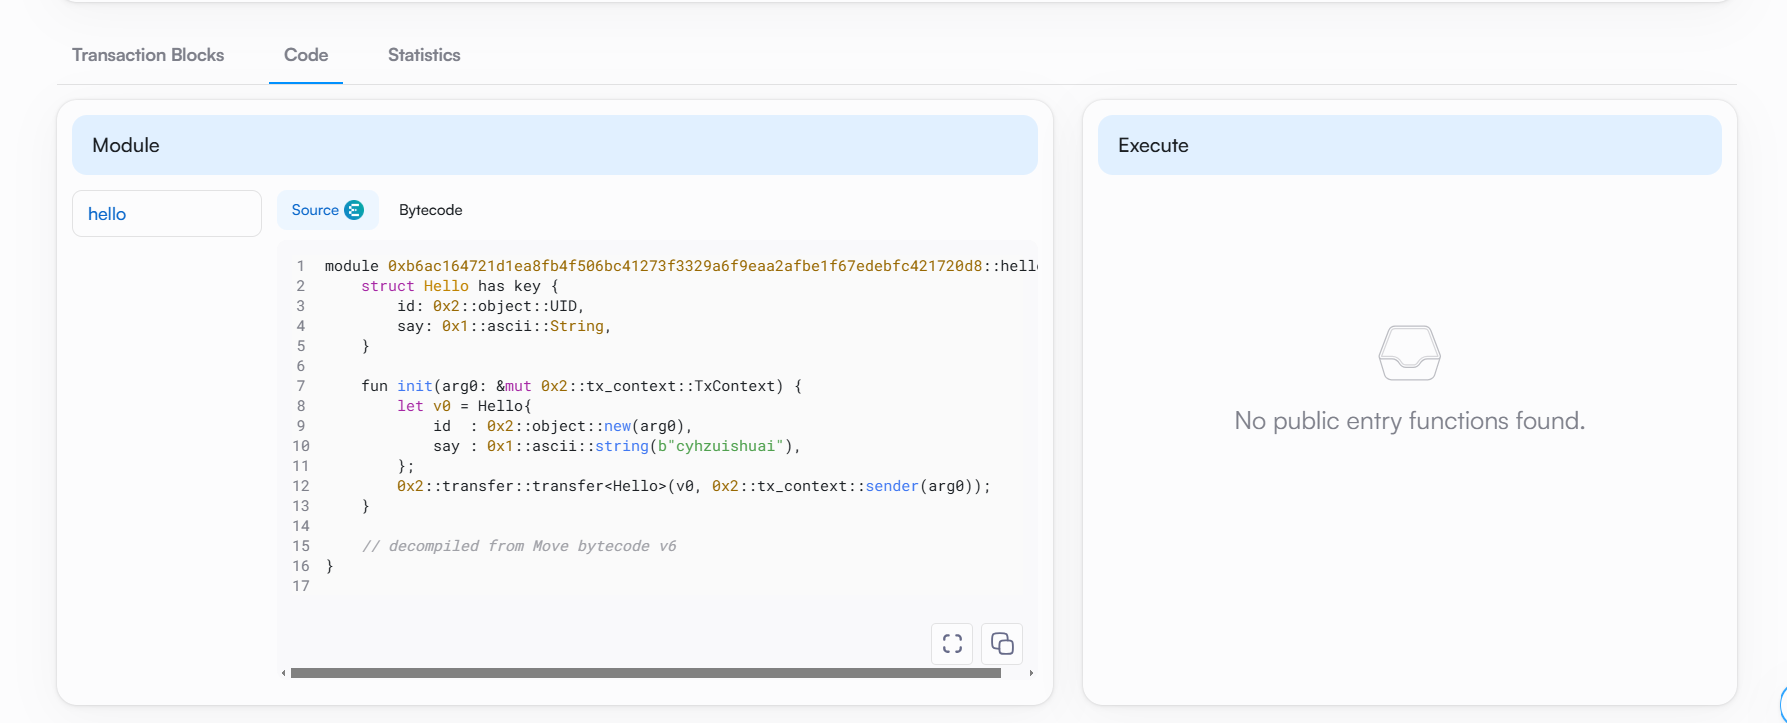 Transaction Blocks Code Statistics
Module
hello
Source Bytecode
1 module 0xb6ac164721d1ea8fb4f506bc41273f3329a6f9eaa2afbe1f67edebfc421720d8::hello
2     struct Hello has key {
3         id: 0x2::object::UID,
4         say: 0x1::ascii::String,
5     }
6
7     fun init(arg0: &mut 0x2::tx_context::TxContext) {
8         let v0 = Hello{
9             id  : 0x2::object::new(arg0),
10             say : 0x1::ascii::string(b"cyhzuishuai"),
11         };
12         0x2::transfer::transfer<Hello>(v0, 0x2::tx_context::sender(arg0));
13     }
14
15     // decompiled from Move bytecode v6
16 }
17
Execute
No public entry functions found.